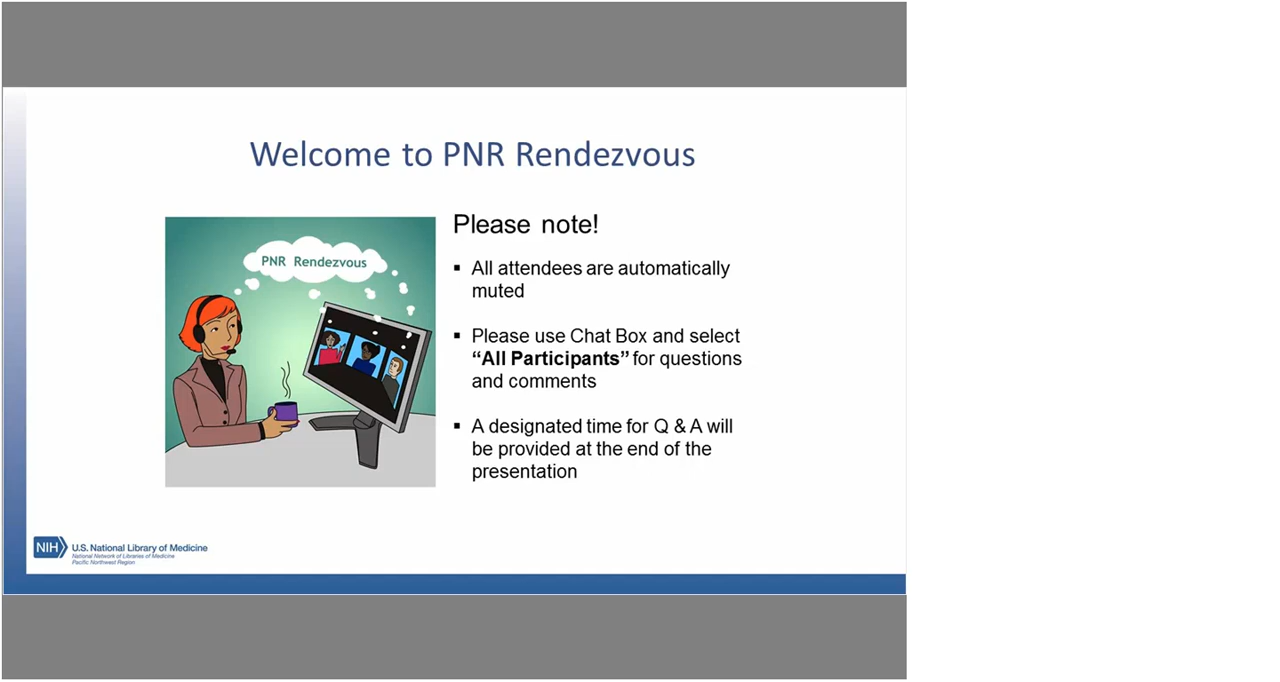 Welcome to PNR Rendezvous
PNR Rendezvous
Please note!
▪ All attendees are automatically
muted
▪ Please use Chat Box and select
“All Participants” for questions
and comments
▪ A designated time for Q & A will
be provided at the end of the
presentation
NIH U.S. National Library of Medicine
National Network of Libraries of Medicine
Pacific Northwest Region